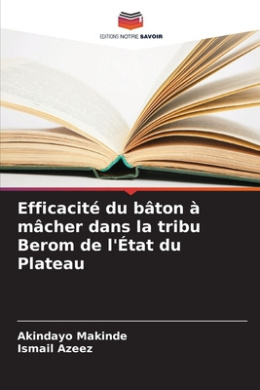 EDITIONS NOTRE SAVOIR
Efficacité du bâton à
mâcher dans la tribu
Berom de l'État du
Plateau
Akindayo Makinde
Ismail Azeez